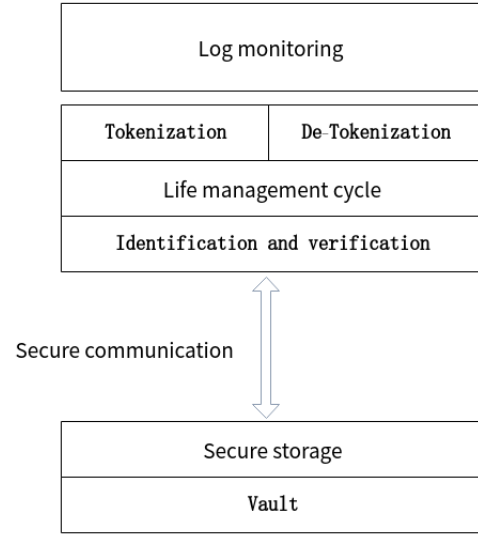 Log monitoring
Tokenization
De-Tokenization
Life management cycle
Identification and verification
Secure communication
Secure storage
Vault